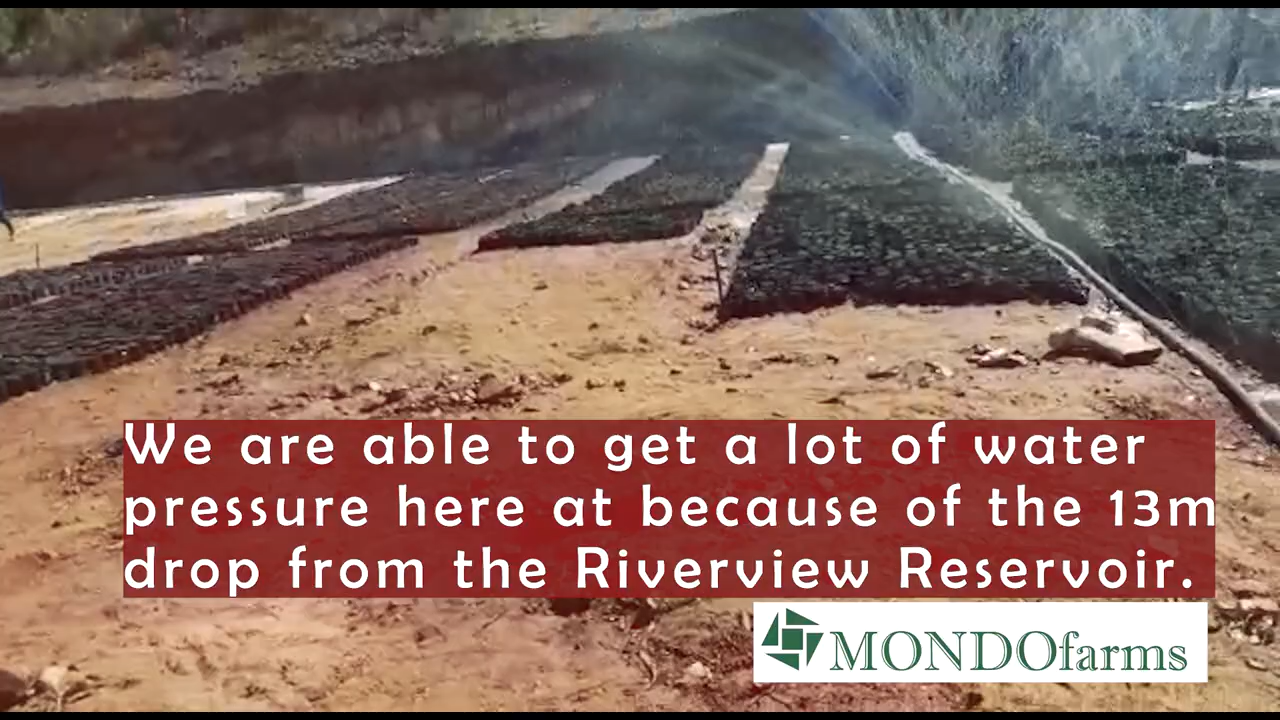 We are able to get a lot of water
pressure here at because of the 13m
drop from the Riverview Reservoir.
MONDOfarms